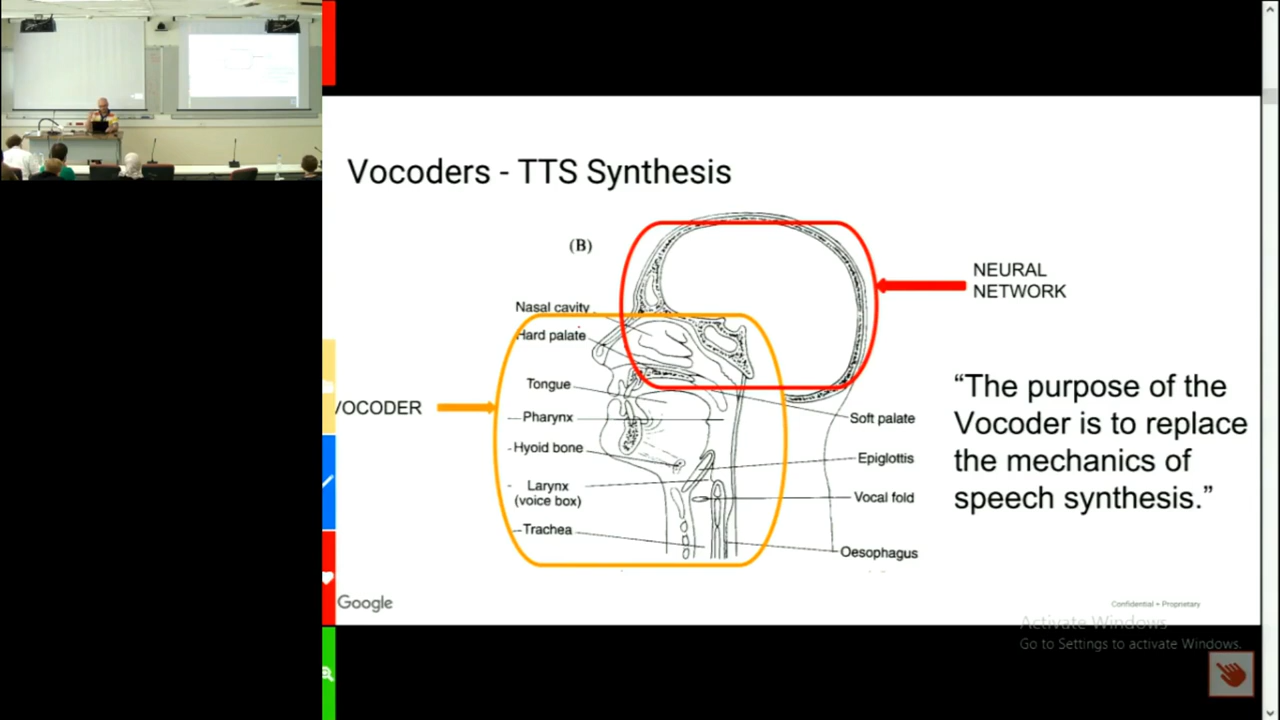 Vocoders - TTS Synthesis
(B)
NEURAL
NETWORK
Nasal cavity
Hard palate
Tongue
VOCODER
Pharynx
Hyoid bone
Larynx
(voice box)
Trachea
Soft palate
Epiglottis
Vocal fold
Oesophagus
“The purpose of the
Vocoder is to replace
the mechanics of
speech synthesis.”
Google
Confidential + Proprietary
Activate Windows
Go to Settings to activate Windows.